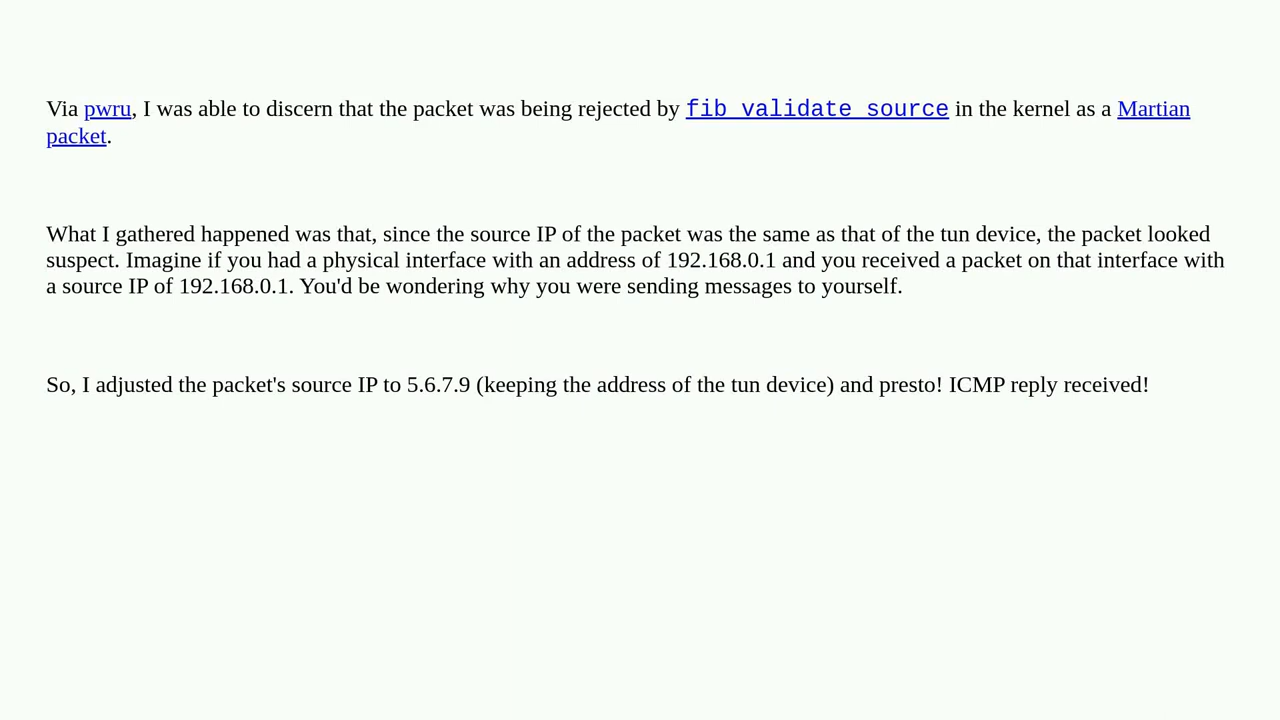 Via pwru, I was able to discern that the packet was being rejected by fib_validate_source in the kernel as a Martian
packet.
What I gathered happened was that, since the source IP of the packet was the same as that of the tun device, the packet looked
suspect. Imagine if you had a physical interface with an address of 192.168.0.1 and you received a packet on that interface with
a source IP of 192.168.0.1. You'd be wondering why you were sending messages to yourself.
So, I adjusted the packet's source IP to 5.6.7.9 (keeping the address of the tun device) and presto! ICMP reply received!